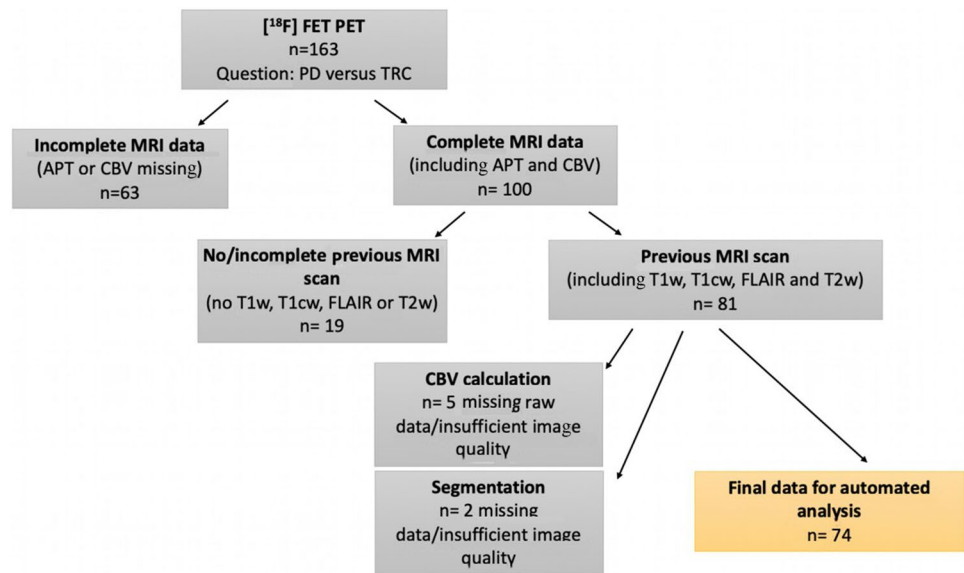 [¹⁸F] FET PET
n=163
Question: PD versus TRC
Incomplete MRI data
(APT or CBV missing)
n=63
Complete MRI data
(including APT and CBV)
n= 100
No/incomplete previous MRI
scan
(no T1w, T1cw, FLAIR or T2w)
n= 19
Previous MRI scan
(including T1w, T1cw, FLAIR and T2w)
n= 81
CBV calculation
n= 5 missing raw
data/insufficient image
quality
Segmentation
n= 2 missing
data/insufficient image
quality
Final data for automated
analysis
n= 74